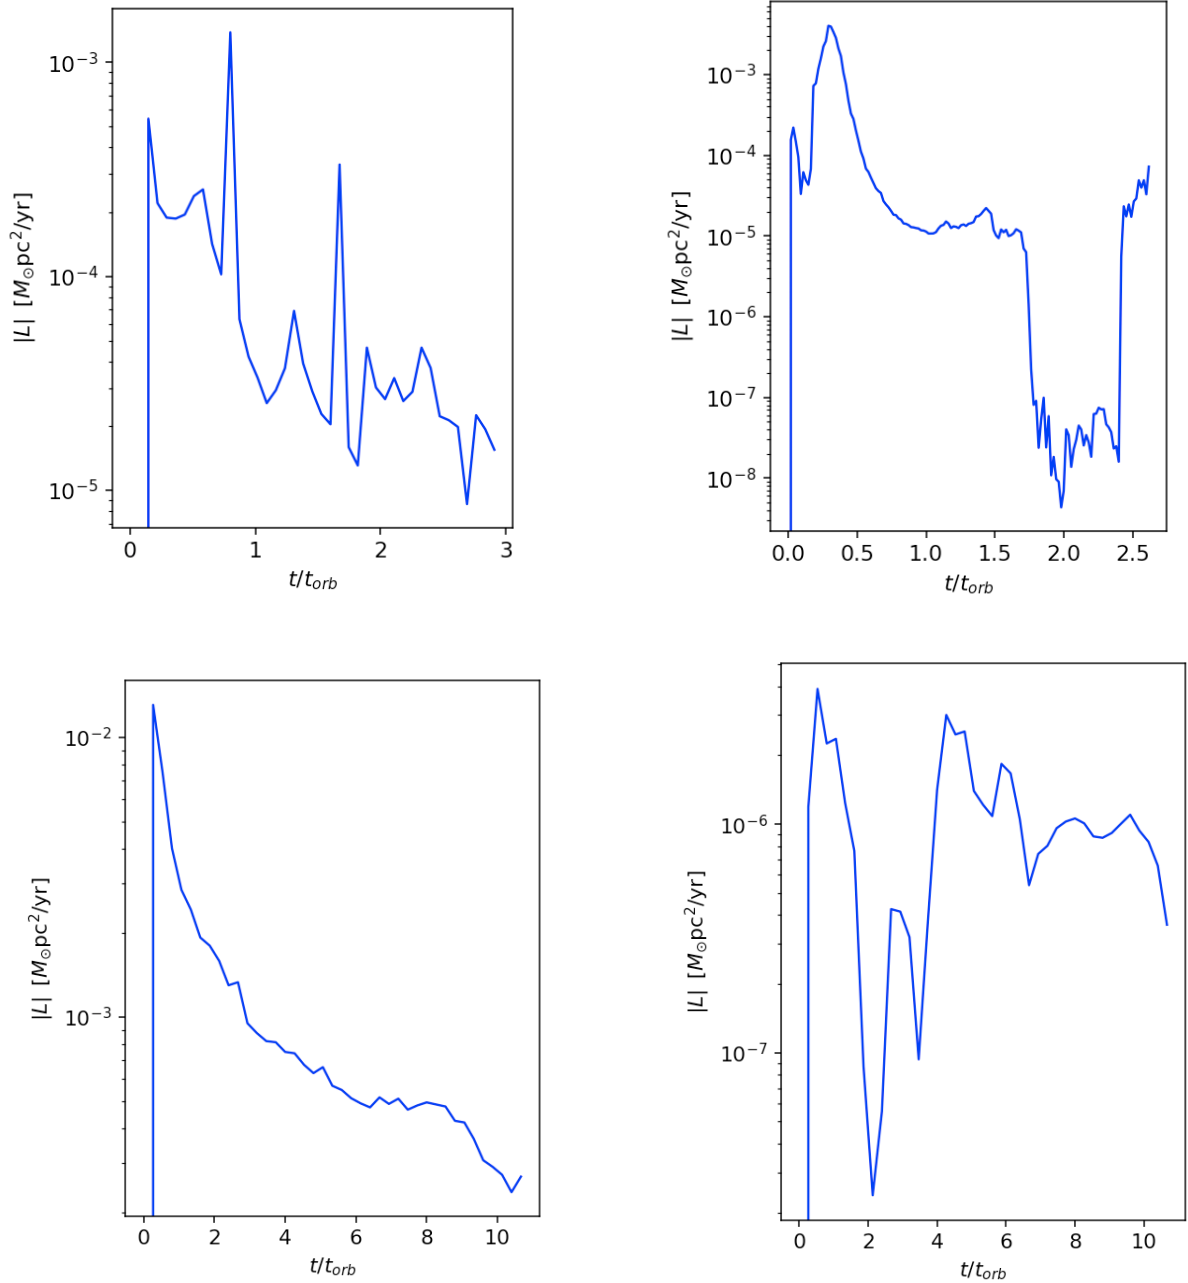 |L| [M⊙pc²/yr]
10⁻³
10⁻⁴
10⁻⁵
0 1 2 3
t/t_orb
|L| [M⊙pc²/yr]
10⁻³
10⁻⁴
10⁻⁵
10⁻⁶
10⁻⁷
10⁻⁸
0.0 0.5 1.0 1.5 2.0 2.5
t/t_orb
|L| [M⊙pc²/yr]
10⁻²
10⁻³
0 2 4 6 8 10
t/t_orb
|L| [M⊙pc²/yr]
10⁻⁶
10⁻⁷
0 2 4 6 8 10
t/t_orb